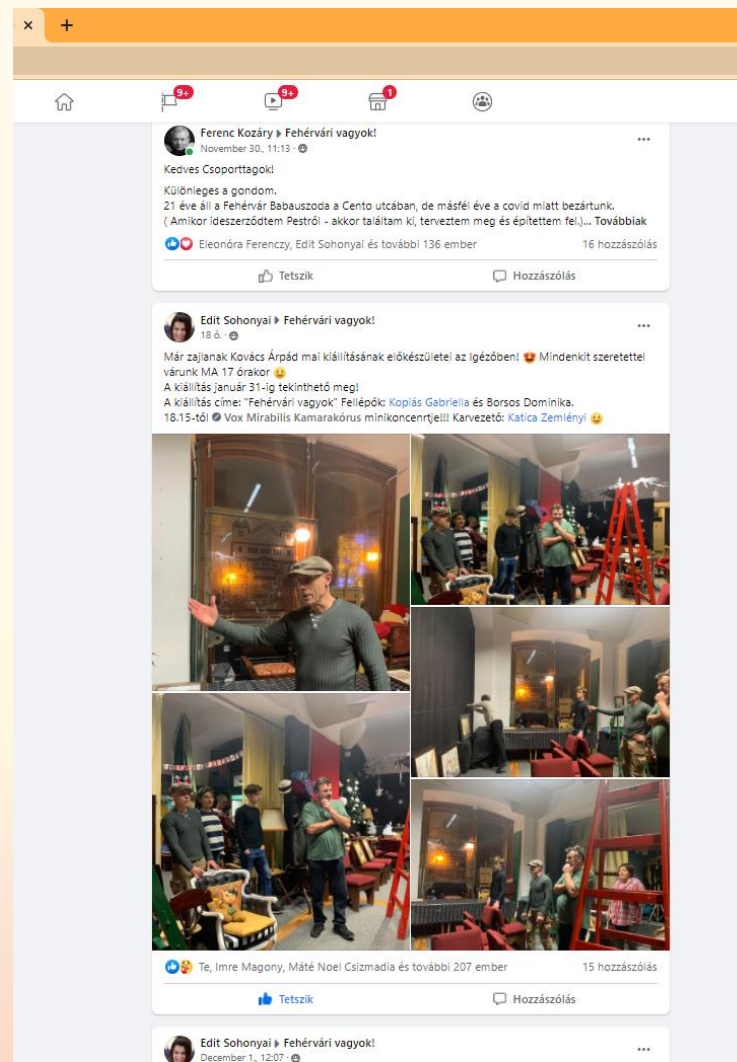 9+
9+
1
Ferenc Kozáry ▸ Fehérvári vagyok!
November 30., 11:13 ·
Kedves Csoporttagok!
Különleges a gondom.
21 éve áll a Fehérvár Babauszoda a Cento utcában, de másfél éve a covid miatt bezártunk.
( Amikor ideszerződtem Pestről - akkor találtam ki, terveztem meg és építettem fel.)... Továbbiak
Eleonóra Ferenczy, Edit Sohonyai és további 136 ember 16 hozzászólás
Tetszik Hozzászólás
Edit Sohonyai ▸ Fehérvári vagyok!
18 ó. ·
Már zajlanak Kovács Árpád mai kiállításának előkészületei az Igézőben! Mindenkit szeretettel
várunk MA 17 órakor
A kiállítás január 31-ig tekinthető meg!
A kiállítás címe: "Fehérvári vagyok" Fellépők: Kopiás Gabriella és Borsos Dominika.
18.15-től Vox Mirabilis Kamarakórus minikoncenrtje!!! Karvezető: Katica Zemlényi
Te, Imre Magony, Máté Noel Csizmadia és további 207 ember 15 hozzászólás
Tetszik Hozzászólás
Edit Sohonyai ▸ Fehérvári vagyok!
December 1., 12:07 ·